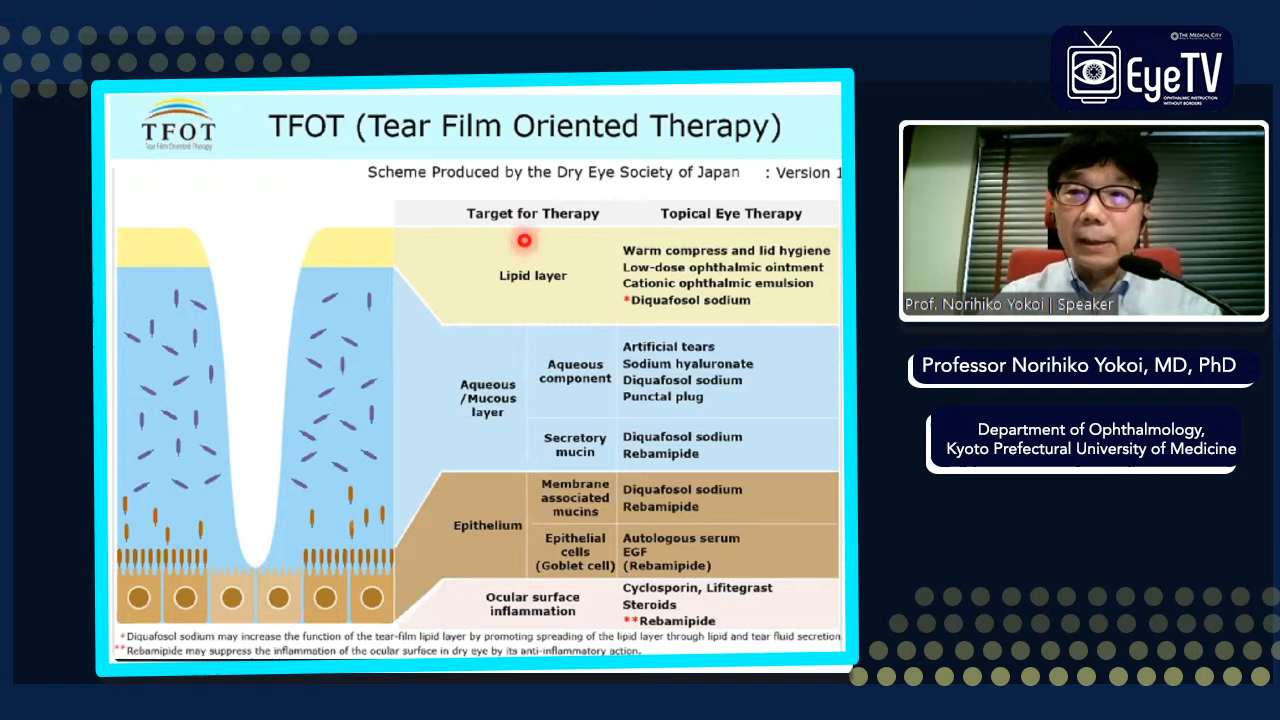 THE MEDICAL CITY
EyeTV
OPHTHALMIC INSTRUCTION
WITHOUT BORDERS
TFOT
Tear Film Oriented Therapy
TFOT (Tear Film Oriented Therapy)
Scheme Produced by the Dry Eye Society of Japan : Version 1
Target for Therapy Topical Eye Therapy
Lipid layer
Warm compress and lid hygiene
Low-dose ophthalmic ointment
Cationic ophthalmic emulsion
*Diquafosol sodium
Aqueous
/Mucous
layer
Aqueous
component
Artificial tears
Sodium hyaluronate
Diquafosol sodium
Punctal plug
Secretory
mucin
Diquafosol sodium
Rebamipide
Epithelium
Membrane
associated
mucins
Diquafosol sodium
Rebamipide
Epithelial
cells
(Goblet cell)
Autologous serum
EGF
(Rebamipide)
Ocular surface
inflammation
Cyclosporin, Lifitegrast
Steroids
**Rebamipide
*Diquafosol sodium may increase the function of the tear-film lipid layer by promoting spreading of the lipid layer through lipid and tear fluid secretion
**Rebamipide may suppress the inflammation of the ocular surface in dry eye by its anti-inflammatory action.
Prof. Norihiko Yokoi | Speaker
Professor Norihiko Yokoi, MD, PhD
Department of Ophthalmology,
Kyoto Prefectural University of Medicine